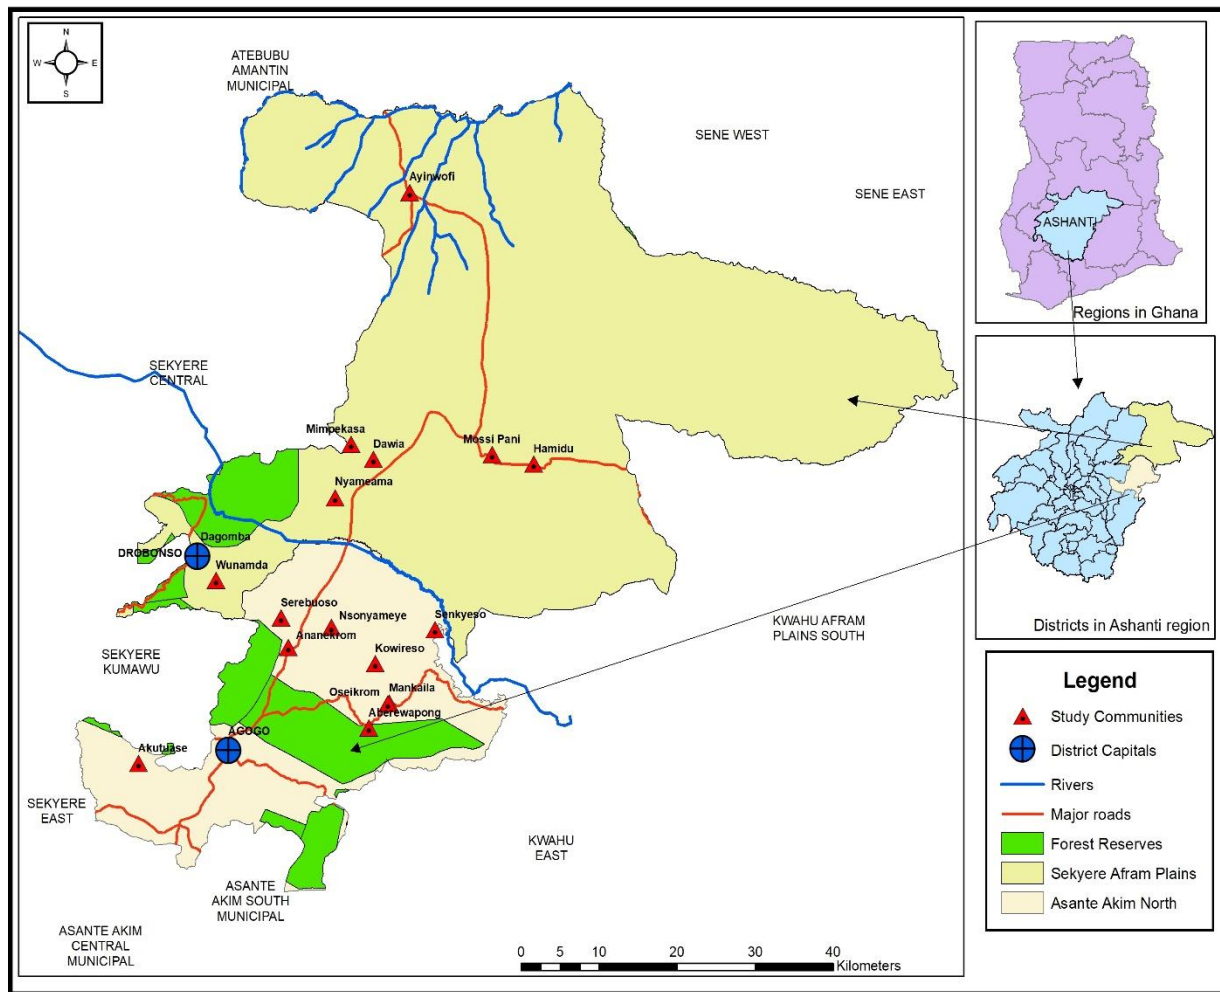 N
W E
S
ATEBUBU
AMANTIN
MUNICIPAL
SENE WEST
SENE EAST
Ayinwofi
SEKYERE
CENTRAL
Mimpekasa
Dawia
Mossi Pani
Hamidu
Nyameama
Dagomba
DROBONSO
Wunamda
Serebuoso
Nsonyameye
Senkyeso
Ananekrom
Kowireso
KWAHU AFRAM
PLAINS SOUTH
SEKYERE
KUMAWU
Oseikrom
Mankaila
Aberewapong
AGOGO
Akutuase
SEKYERE
EAST
KWAHU
EAST
ASANTE
AKIM SOUTH
MUNICIPAL
ASANTE AKIM
CENTRAL
MUNICIPAL
0 5 10 20 30 40
Kilometers
ASHANTI
Regions in Ghana
Districts in Ashanti region
Legend
Study Communities
District Capitals
Rivers
Major roads
Forest Reserves
Sekyere Afram Plains
Asante Akim North